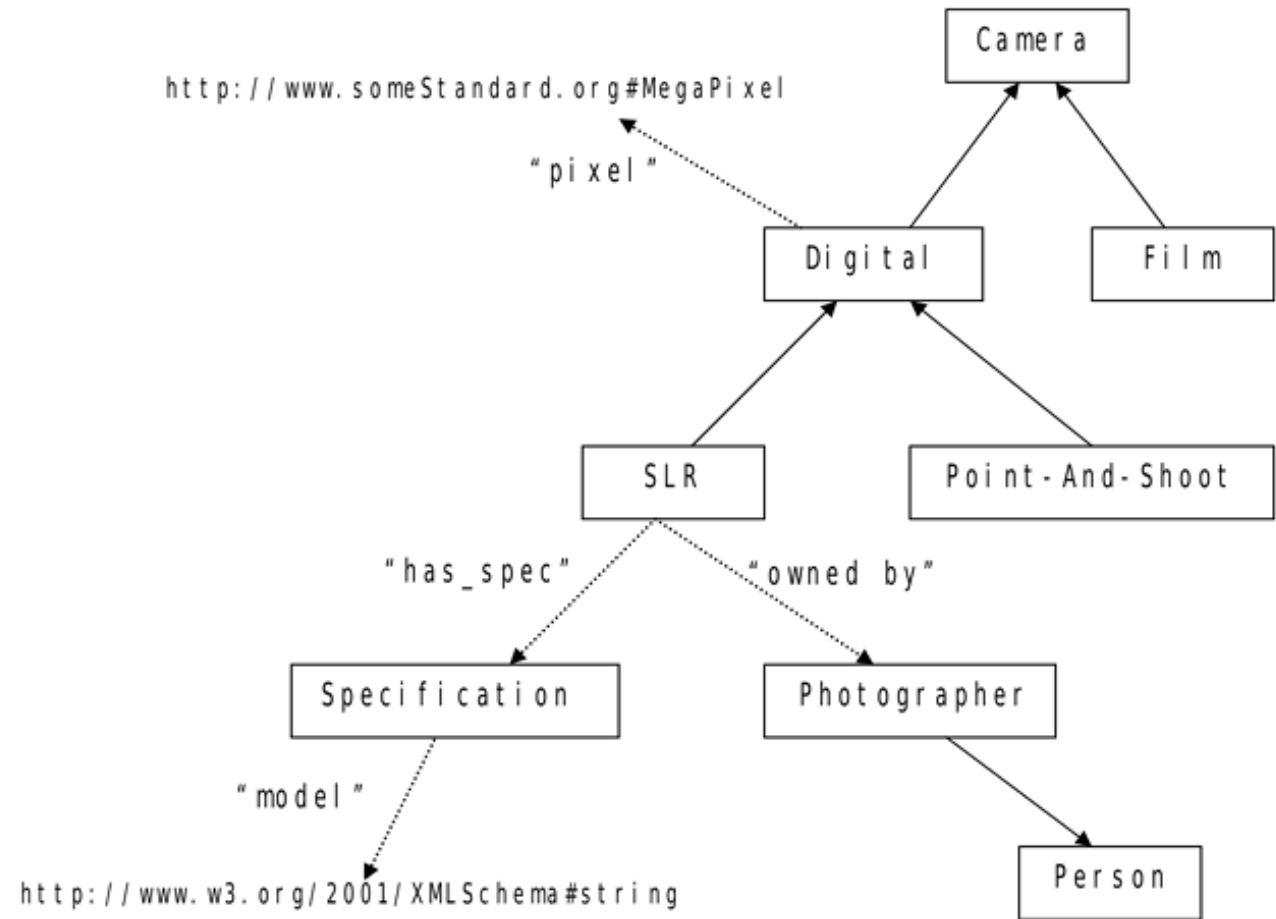 Camera
http://www.someStandard.org#MegaPixel
“pixel”
Digital
Film
SLR
Point-And-Shoot
“has_spec”
“owned by”
Specification
Photographer
“model”
Person
http://www.w3.org/2001/XMLSchema#string